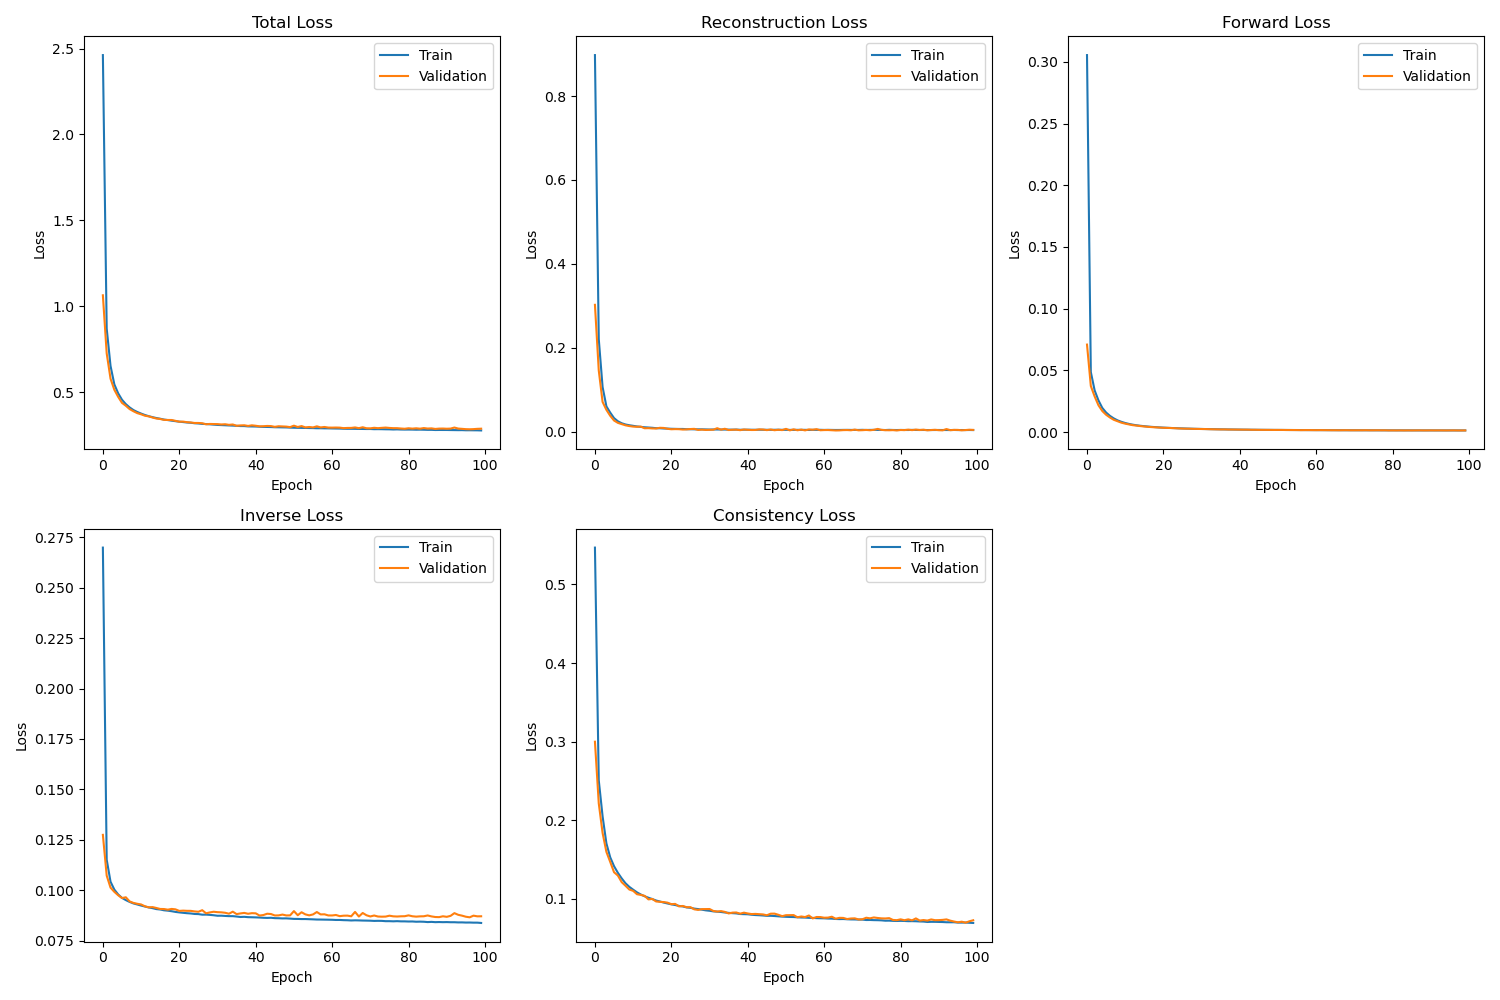 Total Loss
Loss
2.5
2.0
1.5
1.0
0.5
0 20 40 60 80 100
Epoch
Train
Validation
Reconstruction Loss
Loss
0.8
0.6
0.4
0.2
0.0
0 20 40 60 80 100
Epoch
Train
Validation
Forward Loss
Loss
0.30
0.25
0.20
0.15
0.10
0.05
0.00
0 20 40 60 80 100
Epoch
Train
Validation
Inverse Loss
Loss
0.275
0.250
0.225
0.200
0.175
0.150
0.125
0.100
0.075
0 20 40 60 80 100
Epoch
Train
Validation
Consistency Loss
Loss
0.5
0.4
0.3
0.2
0.1
0 20 40 60 80 100
Epoch
Train
Validation